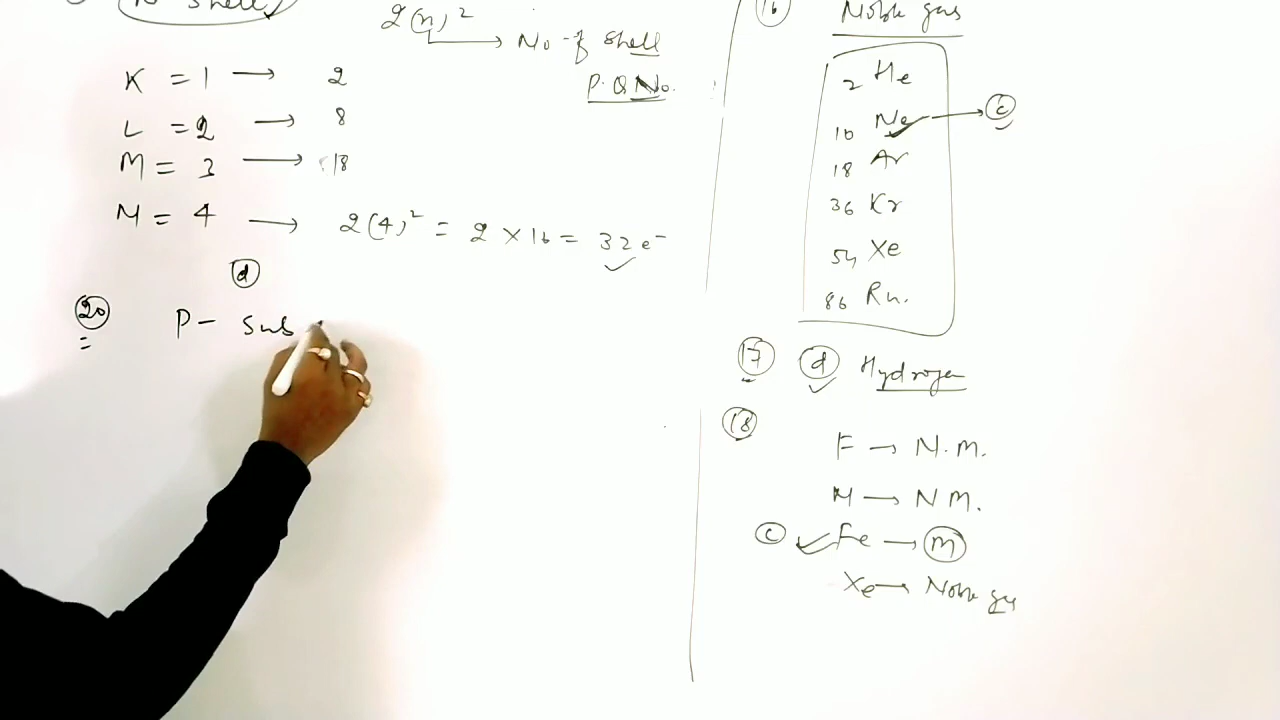 N shell
2(n)²
No of shell
P.Q.No.
K = 1 → 2
L = 2 → 8
M = 3 → 18
N = 4 → 2(4)² = 2 × 16 = 32 e⁻
d
20
P- Sub
16
Noble gas
2 He
10 Ne → c
18 Ar
36 Kr
54 Xe
86 Rn.
17 d Hydrogen
18
F → N.M.
N → N M.
c Fe → m
Xe → Noble gas